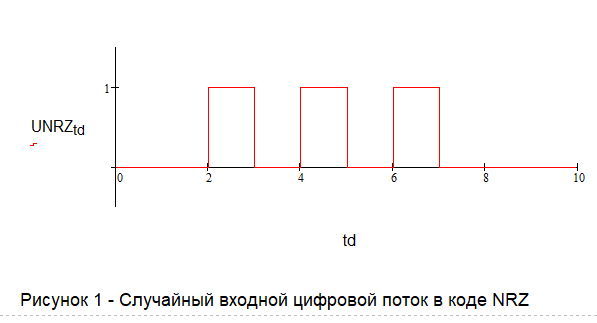 1
UNRZtd
0 2 4 6 8 10
td
Рисунок 1 - Случайный входной цифровой поток в коде NRZ